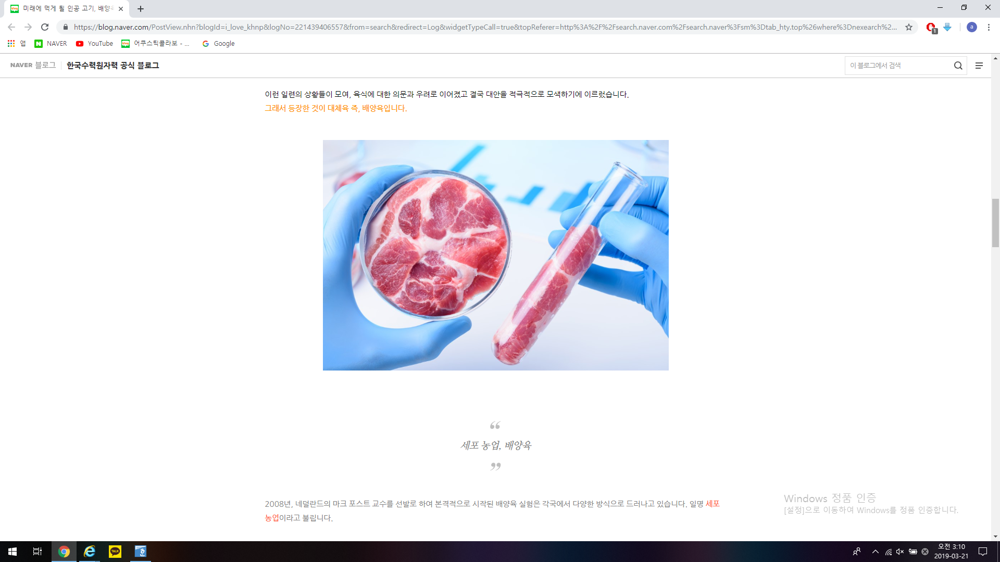 미래에 먹게 될 인공 고기, 배양육
https://blog.naver.com/PostView.nhn?blogId=i_love_khnp&logNo=221439406557&from=search&redirect=Log&widgetTypeCall=true&topReferer=http%3A%2F%2Fsearch.naver.com%2Fsearch.naver%3Fsm%3Dtab_hty.top%26where%3Dnexearch%2...
1
a
앱 NAVER YouTube 어쿠스틱콜라보 - ... Google
NAVER 블로그 한국수력원자력 공식 블로그 이 블로그에서 검색
이런 일련의 상황들이 모여, 육식에 대한 의문과 우려로 이어졌고 결국 대안을 적극적으로 모색하기에 이르렀습니다.
그래서 등장한 것이 대체육 즉, 배양육입니다.
“
세포 농업, 배양육
”
2008년, 네덜란드의 마크 포스트 교수를 선발로 하여 본격적으로 시작된 배양육 실험은 각국에서 다양한 방식으로 드러나고 있습니다. 일명 세포
농업이라고 불립니다.
Windows 정품 인증
[설정]으로 이동하여 Windows를 정품 인증합니다.
TALK
한
오전 3:10
2019-03-21